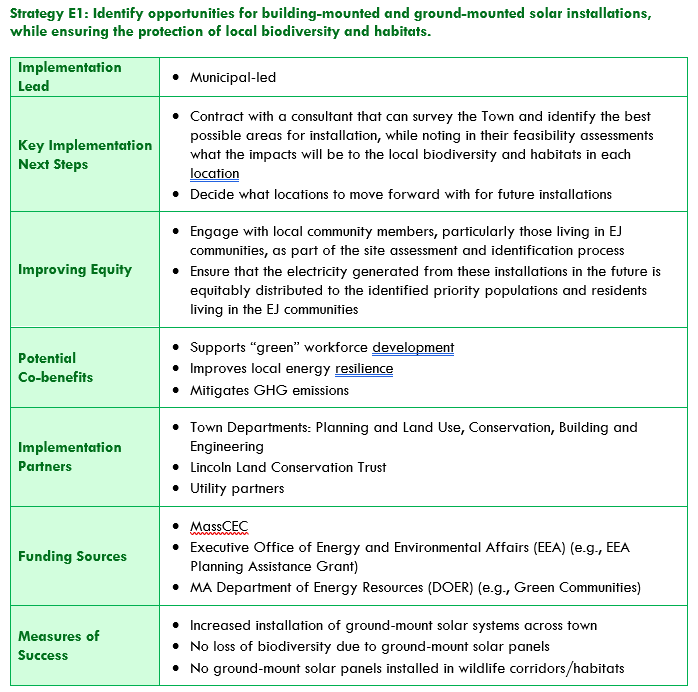 Strategy E1: Identify opportunities for building-mounted and ground-mounted solar installations,
while ensuring the protection of local biodiversity and habitats.
Implementation
Lead
• Municipal-led
Key Implementation
Next Steps
• Contract with a consultant that can survey the Town and identify the best
possible areas for installation, while noting in their feasibility assessments
what the impacts will be to the local biodiversity and habitats in each
location
• Decide what locations to move forward with for future installations
Improving Equity
• Engage with local community members, particularly those living in EJ
communities, as part of the site assessment and identification process
• Ensure that the electricity generated from these installations in the future is
equitably distributed to the identified priority populations and residents
living in the EJ communities
Potential
Co-benefits
• Supports “green” workforce development
• Improves local energy resilience
• Mitigates GHG emissions
Implementation
Partners
• Town Departments: Planning and Land Use, Conservation, Building and
Engineering
• Lincoln Land Conservation Trust
• Utility partners
Funding Sources
• MassCEC
• Executive Office of Energy and Environmental Affairs (EEA) (e.g., EEA
Planning Assistance Grant)
• MA Department of Energy Resources (DOER) (e.g., Green Communities)
Measures of
Success
• Increased installation of ground-mount solar systems across town
• No loss of biodiversity due to ground-mount solar panels
• No ground-mount solar panels installed in wildlife corridors/habitats